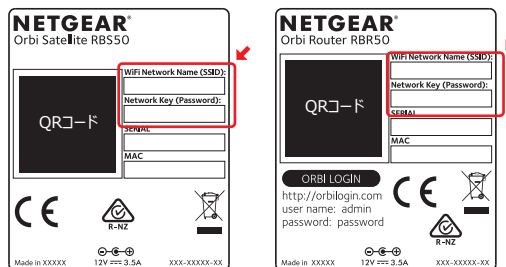 NETGEAR®
Orbi Satellite RBS50
WiFi Network Name (SSID):
Network Key (Password):
QRコード
SERIAL
MAC
CE
R-NZ
Made in XXXXX
12V 3.5A
XXX-XXXXX-XX
NETGEAR®
Orbi Router RBR50
WiFi Network Name (SSID):
Network Key (Password):
QRコード
SERIAL
MAC
ORBI LOGIN
http://orbilogin.com
user name: admin
password: password
CE
R-NZ
Made in XXXXX
12V 3.5A
XXX-XXXXX-XX